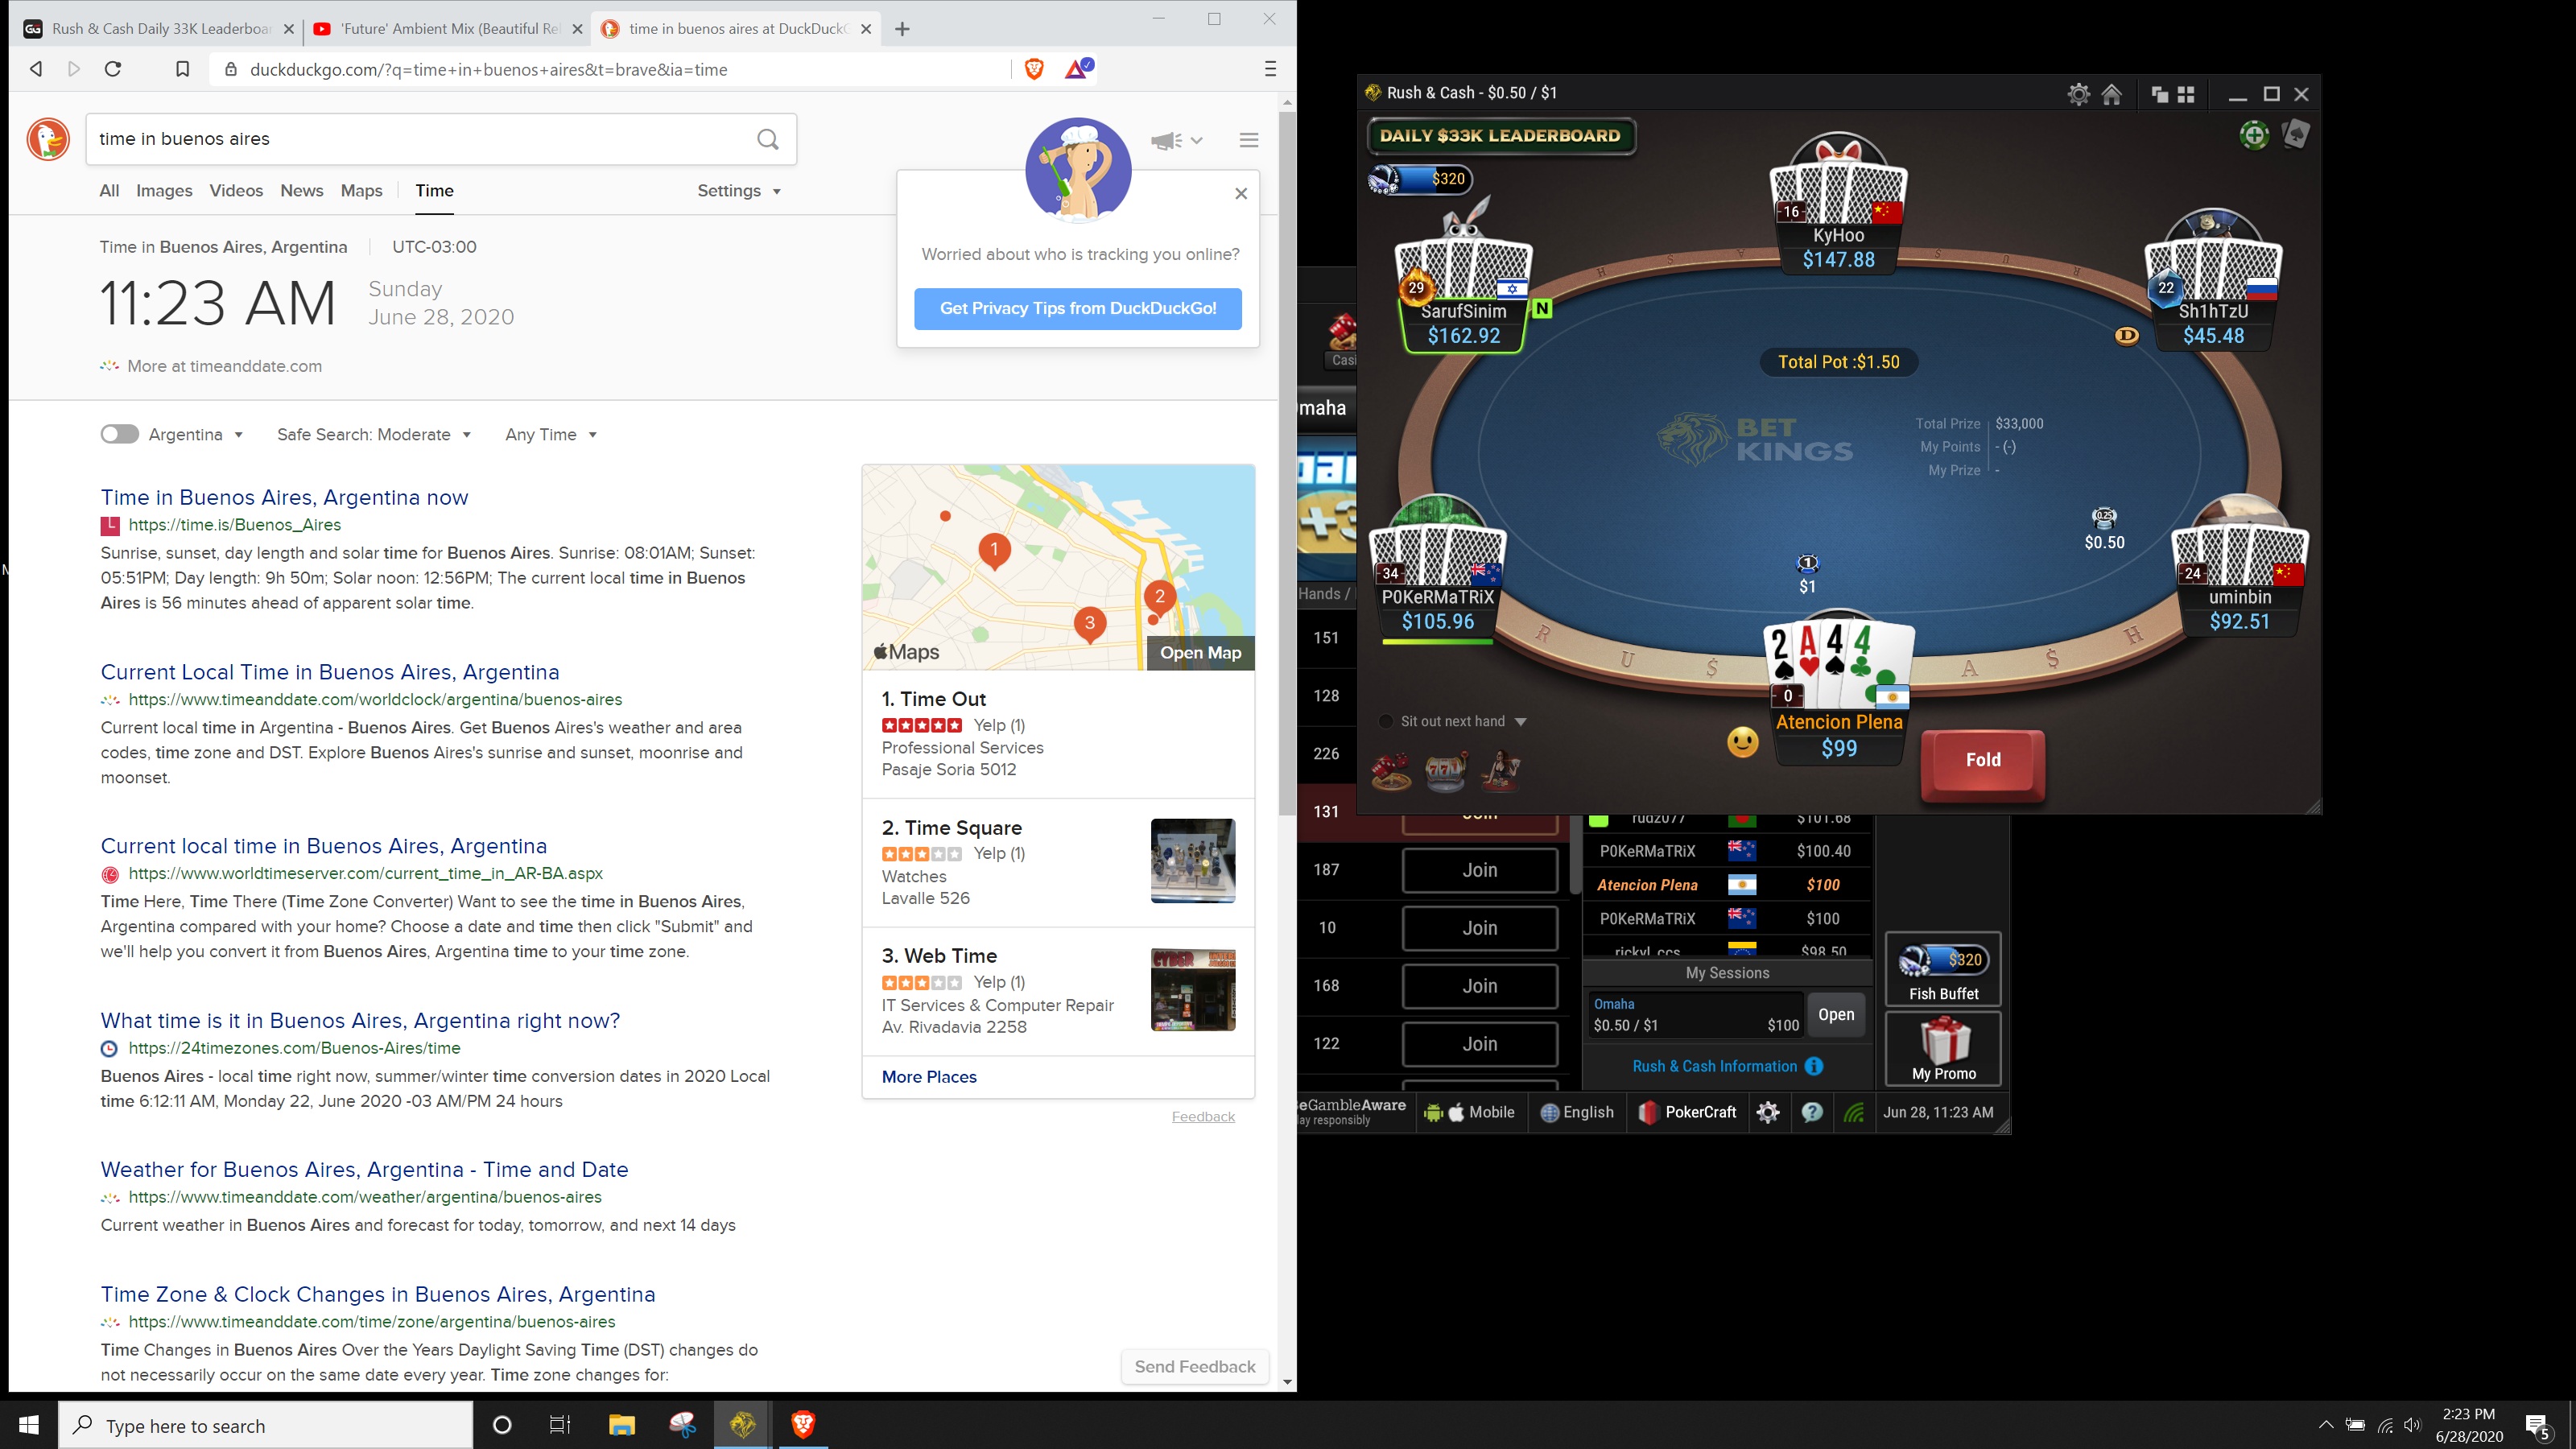 Rush & Cash Daily 33K Leaderboar
'Future' Ambient Mix (Beautiful Rel
time in buenos aires at DuckDuckG
duckduckgo.com/?q=time+in+buenos+aires&t=brave&ia=time
time in buenos aires
All Images Videos News Maps Time Settings
Time in Buenos Aires, Argentina UTC-03:00
11:23 AM
Sunday
June 28, 2020
More at timeanddate.com
Worried about who is tracking you online?
Get Privacy Tips from DuckDuckGo!
Argentina Safe Search: Moderate Any Time
Time in Buenos Aires, Argentina now
https://time.is/Buenos_Aires
Sunrise, sunset, day length and solar time for Buenos Aires. Sunrise: 08:01AM; Sunset:
05:51PM; Day length: 9h 50m; Solar noon: 12:56PM; The current local time in Buenos
Aires is 56 minutes ahead of apparent solar time.
Current Local Time in Buenos Aires, Argentina
https://www.timeanddate.com/worldclock/argentina/buenos-aires
Current local time in Argentina - Buenos Aires. Get Buenos Aires's weather and area
codes, time zone and DST. Explore Buenos Aires's sunrise and sunset, moonrise and
moonset.
Current local time in Buenos Aires, Argentina
https://www.worldtimeserver.com/current_time_in_AR-BA.aspx
Time Here, Time There (Time Zone Converter) Want to see the time in Buenos Aires,
Argentina compared with your home? Choose a date and time then click "Submit" and
we'll help you convert it from Buenos Aires, Argentina time to your time zone.
What time is it in Buenos Aires, Argentina right now?
https://24timezones.com/Buenos-Aires/time
Buenos Aires - local time right now, summer/winter time conversion dates in 2020 Local
time 6:12:11 AM, Monday 22, June 2020 -03 AM/PM 24 hours
Weather for Buenos Aires, Argentina - Time and Date
https://www.timeanddate.com/weather/argentina/buenos-aires
Current weather in Buenos Aires and forecast for today, tomorrow, and next 14 days
Time Zone & Clock Changes in Buenos Aires, Argentina
https://www.timeanddate.com/time/zone/argentina/buenos-aires
Time Changes in Buenos Aires Over the Years Daylight Saving Time (DST) changes do
not necessarily occur on the same date every year. Time zone changes for:
1
2
3
Maps
Open Map
1. Time Out
Yelp (1)
Professional Services
Pasaje Soria 5012
2. Time Square
Yelp (1)
Watches
Lavalle 526
3. Web Time
Yelp (1)
IT Services & Computer Repair
Av. Rivadavia 2258
CYBER
More Places
Feedback
Send Feedback
Rush & Cash - $0.50 / $1
DAILY $33K LEADERBOARD
$320
16
KyHoo
$147.88
29
SarufSinim
$162.92
N
22
Sh1hTzU
$45.48
D
Total Pot :$1.50
BET
KINGS
Total Prize $33,000
My Points - (-)
My Prize -
34
P0KeRMaTRiX
$105.96
0.25
$0.50
24
uminbin
$92.51
1
$1
2 A 4 4
0
Atencion Plena
$99
R U $ H
A $ H
Sit out next hand
Fold
Casi
maha
+3
Hands /
151
128
226
131
187
10
168
122
Join
Join
Join
Join
Join
rudz077 $101.68
P0KeRMaTRiX $100.40
Atencion Plena $100
P0KeRMaTRiX $100
rickyl_ccs $98.50
My Sessions
Omaha
$0.50 / $1 $100
Open
Rush & Cash Information
$320
Fish Buffet
My Promo
eGambleAware
lay responsibly
Mobile
English
PokerCraft
Jun 28, 11:23 AM
Type here to search
2:23 PM
6/28/2020
5